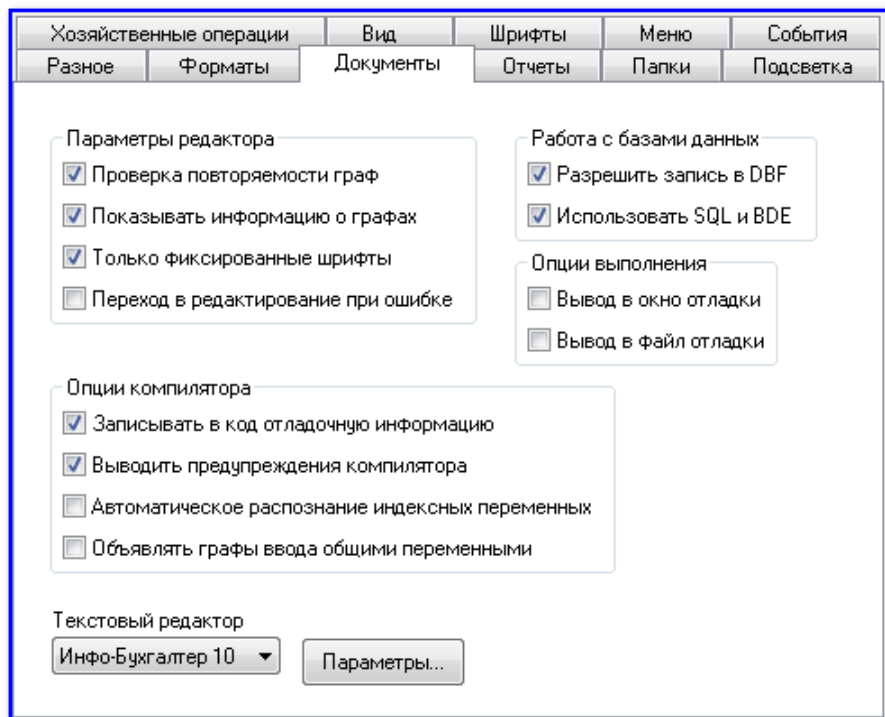 Хозяйственные операции Вид Шрифты Меню События
Разное Форматы Документы Отчеты Папки Подсветка
Параметры редактора
Проверка повторяемости граф
Показывать информацию о графах
Только фиксированные шрифты
Переход в редактирование при ошибке
Работа с базами данных
Разрешить запись в DBF
Использовать SQL и BDE
Опции выполнения
Вывод в окно отладки
Вывод в файл отладки
Опции компилятора
Записывать в код отладочную информацию
Выводить предупреждения компилятора
Автоматическое распознание индексных переменных
Объявлять графы ввода общими переменными
Текстовый редактор
Инфо-Бухгалтер 10 Параметры...